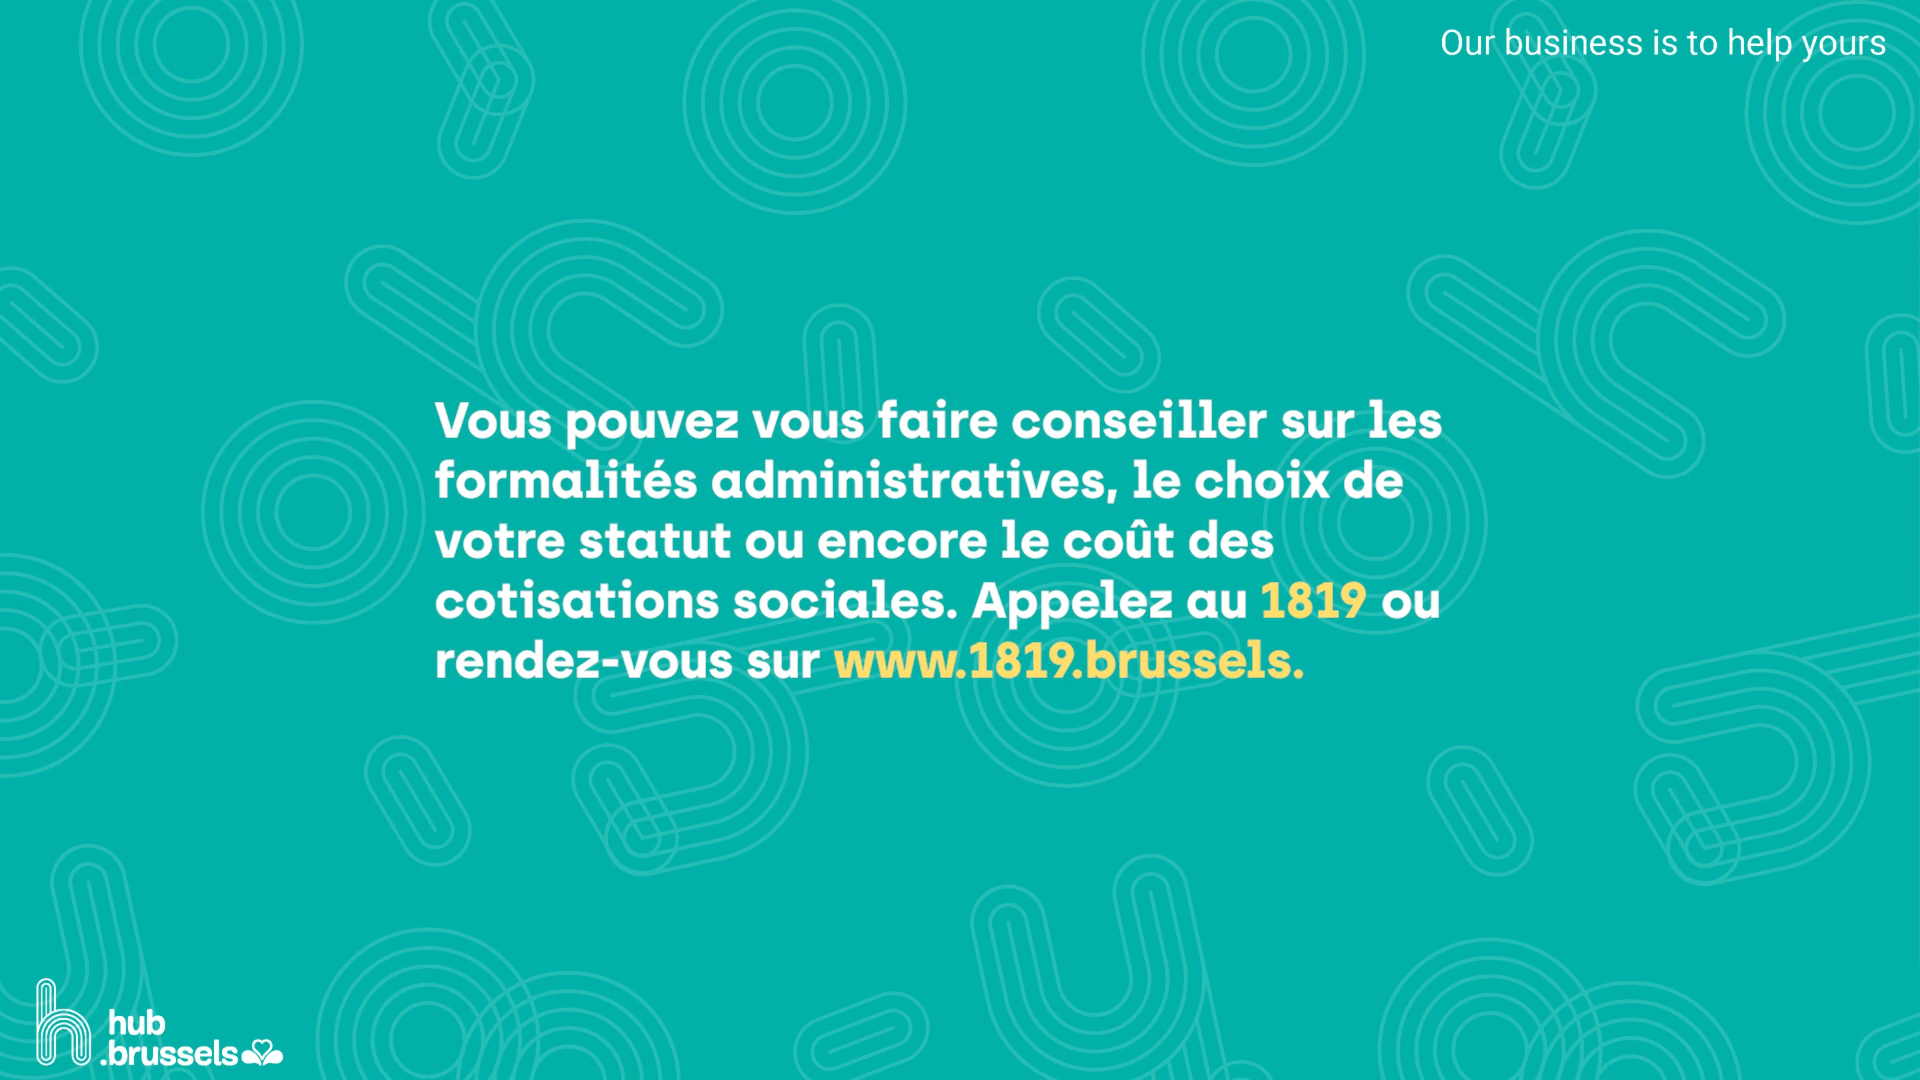 Our business is to help yours
Vous pouvez vous faire conseiller sur les
formalités administratives, le choix de
votre statut ou encore le coût des
cotisations sociales. Appelez au 1819 ou
rendez-vous sur www.1819.brussels.
hub
.brussels